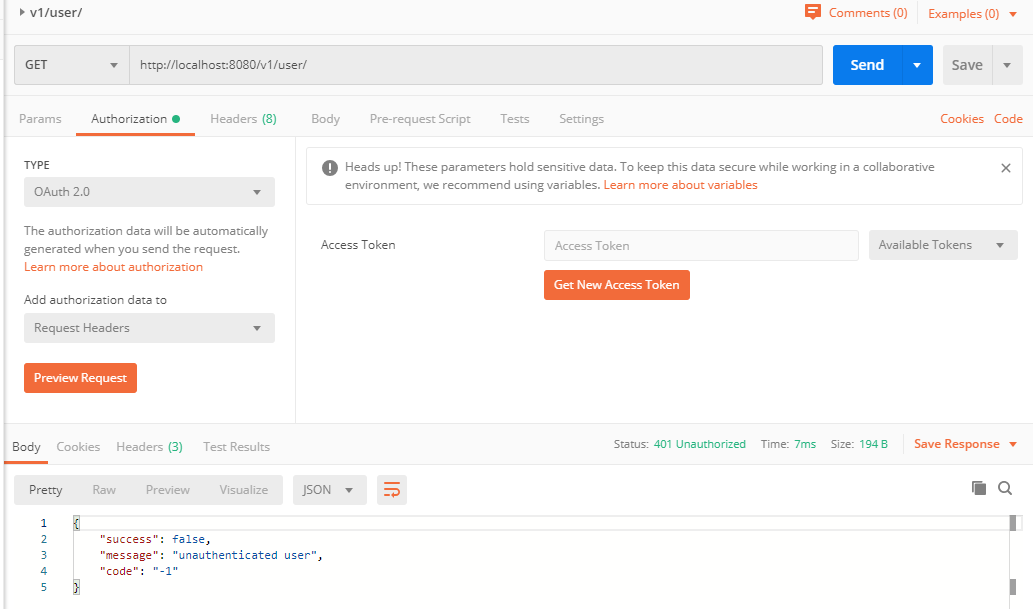 v1/user/ Comments (0) Examples (0)
GET http://localhost:8080/v1/user/ Send Save
Params Authorization Headers (8) Body Pre-request Script Tests Settings Cookies Code
TYPE
OAuth 2.0
The authorization data will be automatically
generated when you send the request.
Learn more about authorization
Add authorization data to
Request Headers
Preview Request
Heads up! These parameters hold sensitive data. To keep this data secure while working in a collaborative
environment, we recommend using variables. Learn more about variables
Access Token Access Token Available Tokens
Get New Access Token
Body Cookies Headers (3) Test Results Status: 401 Unauthorized Time: 7ms Size: 194 B Save Response
Pretty Raw Preview Visualize JSON
1 {
2 "success": false,
3 "message": "unauthenticated user",
4 "code": "-1"
5 }